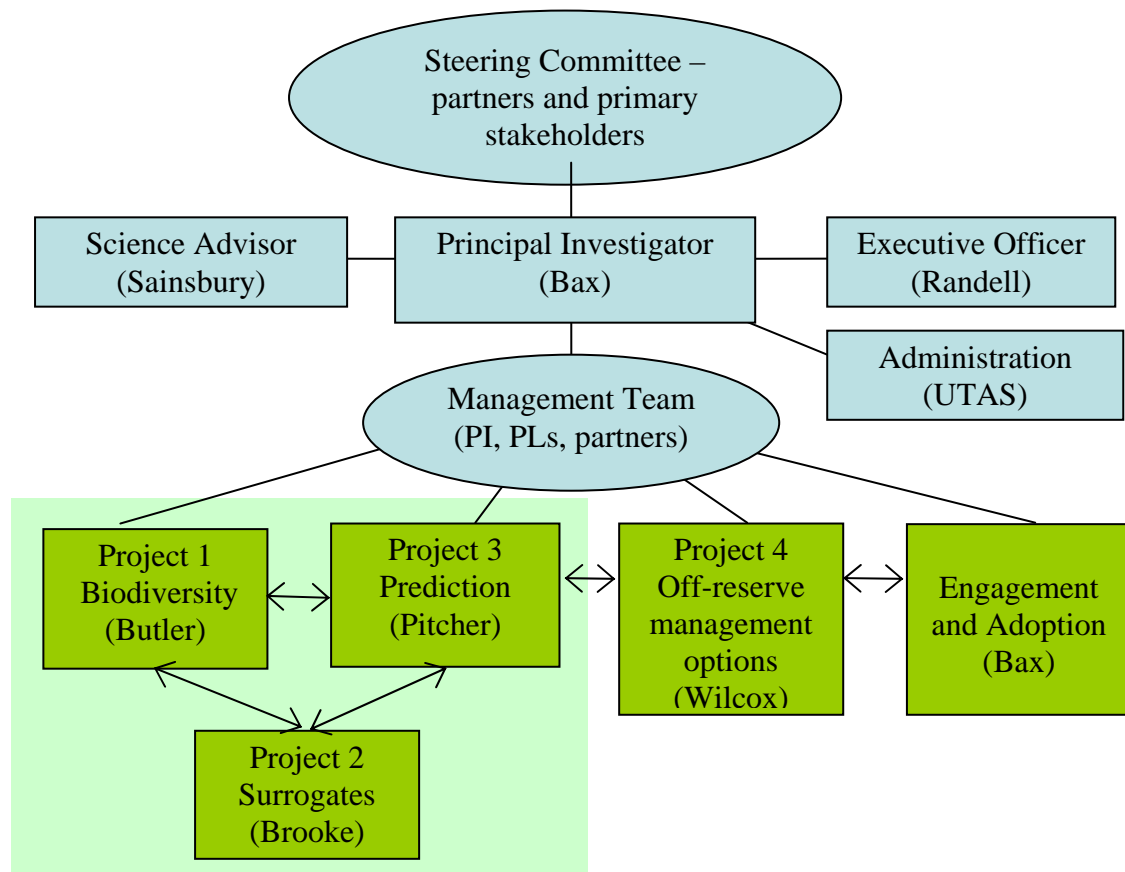 Steering Committee –
partners and primary
stakeholders
Science Advisor
(Sainsbury)
Principal Investigator
(Bax)
Executive Officer
(Randell)
Administration
(UTAS)
Management Team
(PI, PLs, partners)
Project 1
Biodiversity
(Butler)
Project 3
Prediction
(Pitcher)
Project 4
Off-reserve
management
options
(Wilcox)
Engagement
and Adoption
(Bax)
Project 2
Surrogates
(Brooke)